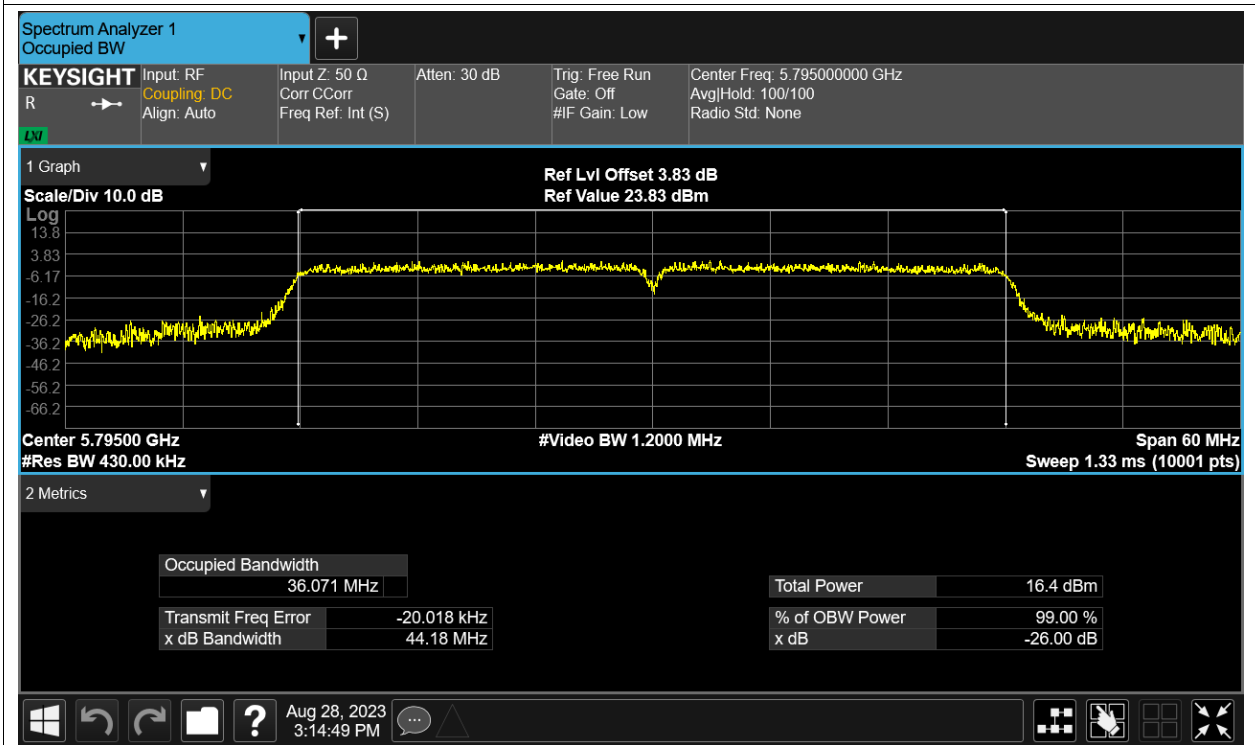 Spectrum Analyzer 1
Occupied BW
KEYSIGHT
R
LXI
Input: RF
Coupling: DC
Align: Auto
Input Z: 50 Ω
Corr CCorr
Freq Ref: Int (S)
Atten: 30 dB
Trig: Free Run
Gate: Off
#IF Gain: Low
Center Freq: 5.795000000 GHz
Avg|Hold: 100/100
Radio Std: None
1 Graph
Scale/Div 10.0 dB
Ref Lvl Offset 3.83 dB
Ref Value 23.83 dBm
Log
13.8
3.83
-6.17
-16.2
-26.2
-36.2
-46.2
-56.2
-66.2
Center 5.79500 GHz
#Video BW 1.2000 MHz
Span 60 MHz
#Res BW 430.00 kHz
Sweep 1.33 ms (10001 pts)
2 Metrics
Occupied Bandwidth
36.071 MHz
Transmit Freq Error -20.018 kHz
x dB Bandwidth 44.18 MHz
Total Power 16.4 dBm
% of OBW Power 99.00 %
x dB -26.00 dB
?
Aug 28, 2023
3:14:49 PM